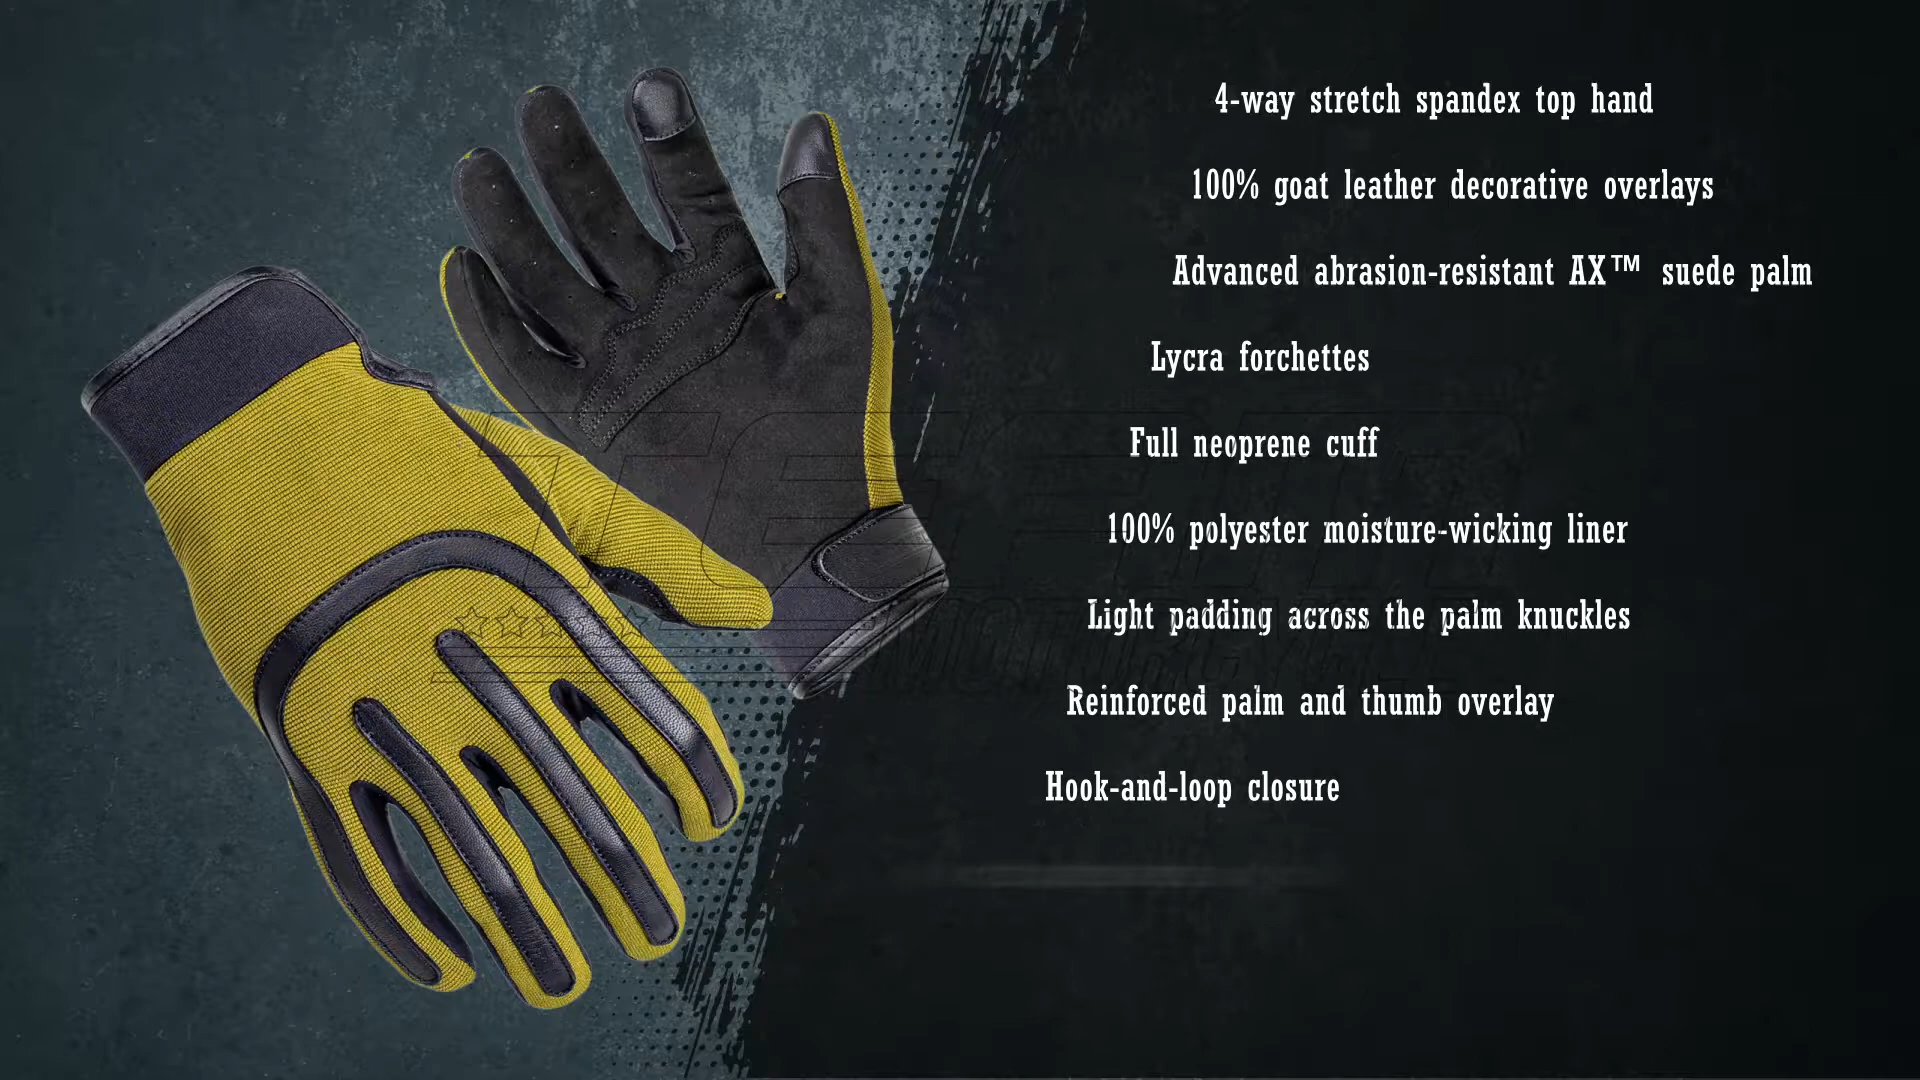 4-way stretch spandex top hand
100% goat leather decorative overlays
Advanced abrasion-resistant AX™ suede palm
Lycra forchettes
Full neoprene cuff
100% polyester moisture-wicking liner
Light padding across the palm knuckles
Reinforced palm and thumb overlay
Hook-and-loop closure